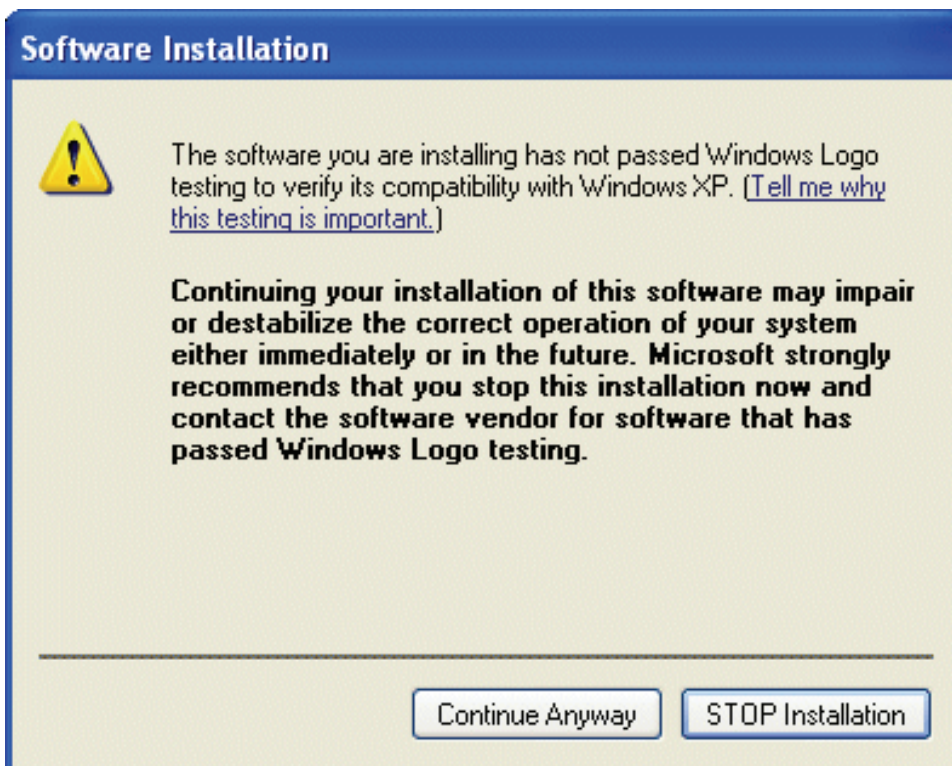 Software Installation
The software you are installing has not passed Windows Logo
testing to verify its compatibility with Windows XP. (Tell me why
this testing is important.)
Continuing your installation of this software may impair
or destabilize the correct operation of your system
either immediately or in the future. Microsoft strongly
recommends that you stop this installation now and
contact the software vendor for software that has
passed Windows Logo testing.
Continue Anyway
STOP Installation